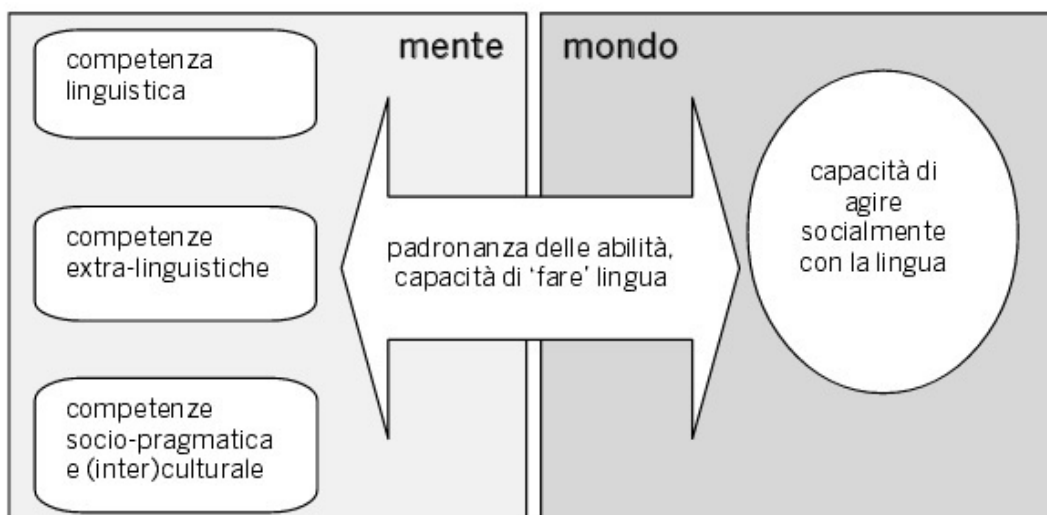 mente
mondo
competenza
linguistica
competenze
extra-linguistiche
competenze
socio-pragmatica
e (inter)culturale
padronanza delle abilità,
capacità di ‘fare’ lingua
capacità di
agire
socialmente
con la lingua